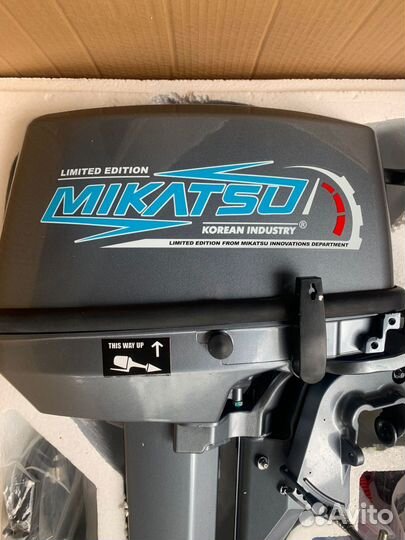 LIMITED EDITION
MIKATSU
KOREAN INDUSTRY ®
LIMITED EDITION FROM MIKATSU INNOVATIONS DEPARTMENT
THIS WAY UP
Avito